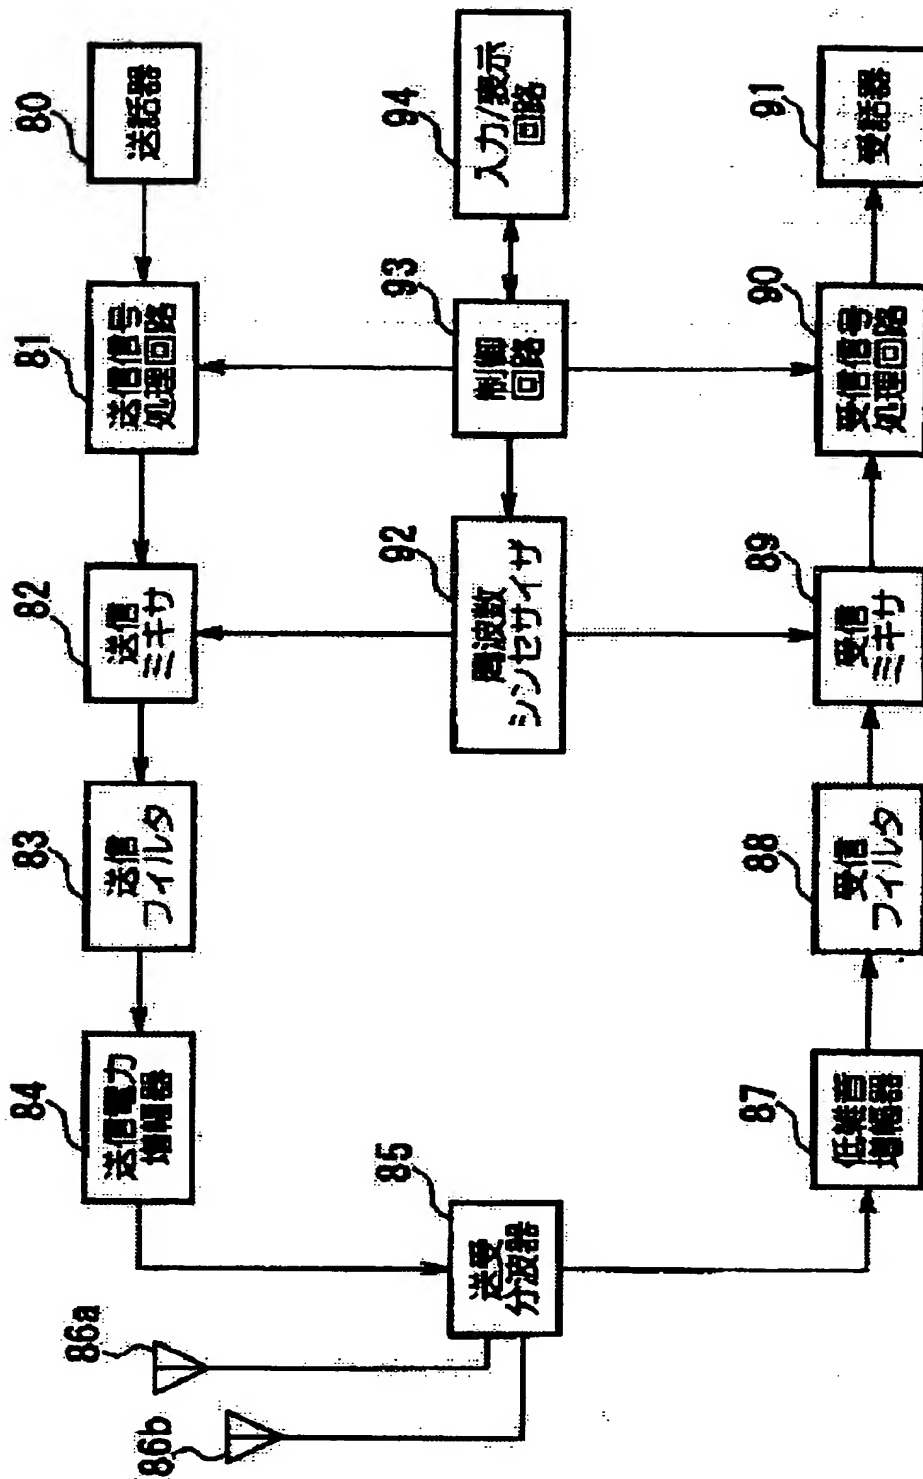 80
送話器
81
送信信号
処理回路
82
送信
ミキサ
83
送信
フィルタ
84
送信電力
増幅器
85
送受
分波器
86a
86b
87
低雑音
増幅器
88
受信
フィルタ
89
受信
ミキサ
90
受信信号
処理回路
91
受話器
92
周波数
シンセサイザ
93
制御
回路
94
入力/表示
回路